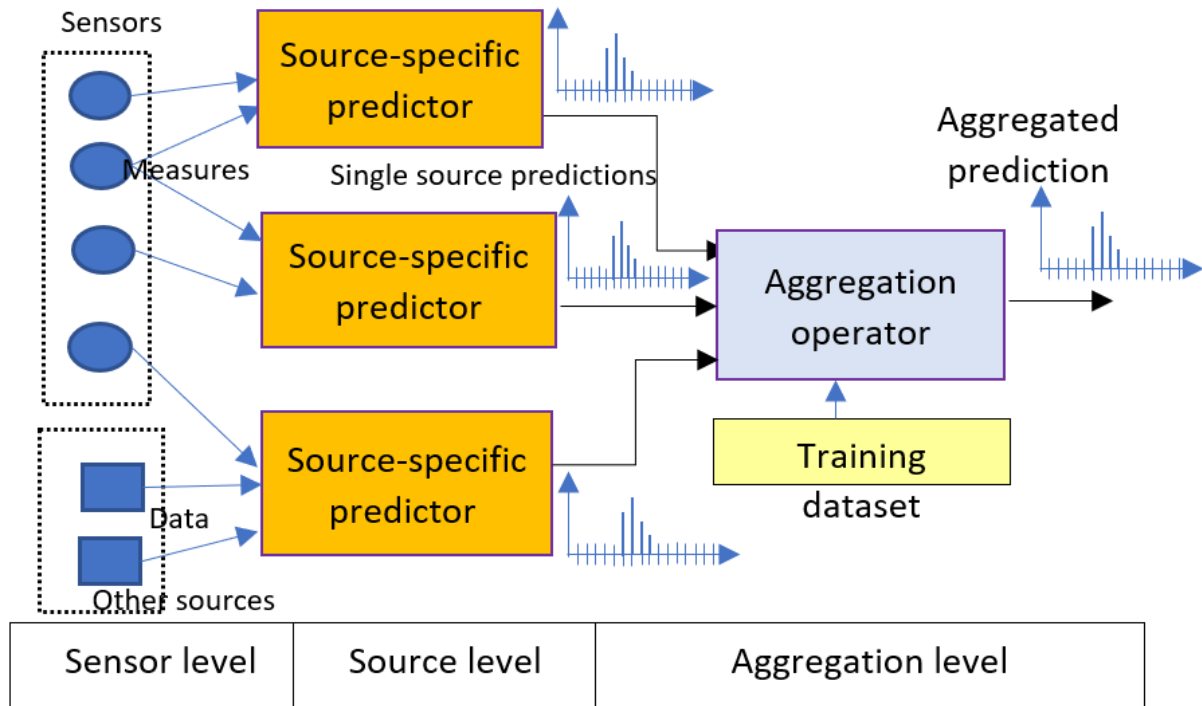 Sensors
Source-specific
predictor
Measures
Single source predictions
Aggregated
prediction
Source-specific
predictor
Aggregation
operator
Source-specific
predictor
Training
dataset
Data
Other sources
Sensor level
Source level
Aggregation level